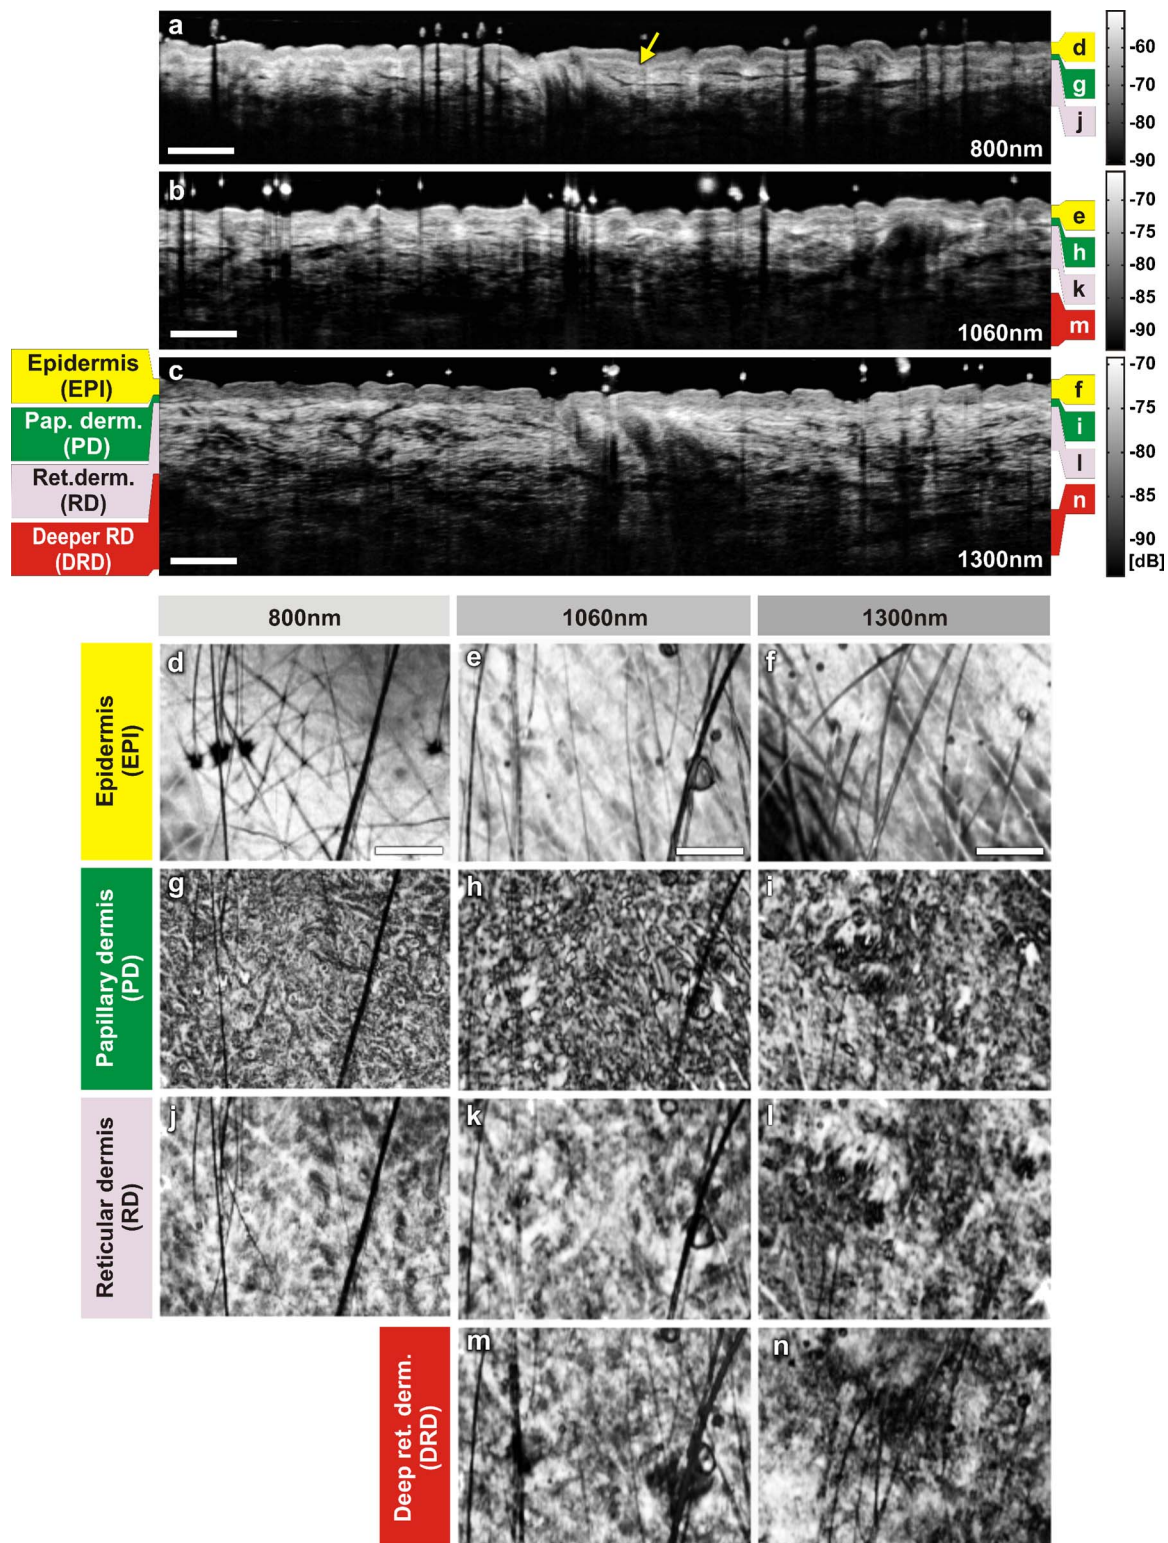 a
800nm
d
g
j
-60
-70
-80
-90
b
1060nm
e
h
k
m
-70
-75
-80
-85
-90
Epidermis
(EPI)
Pap. derm.
(PD)
Ret.derm.
(RD)
Deeper RD
(DRD)
c
1300nm
f
i
l
n
-70
-75
-80
-85
-90
[dB]
800nm
1060nm
1300nm
Epidermis
(EPI)
d
e
f
Papillary dermis
(PD)
g
h
i
Reticular dermis
(RD)
j
k
l
Deep ret. derm.
(DRD)
m
n